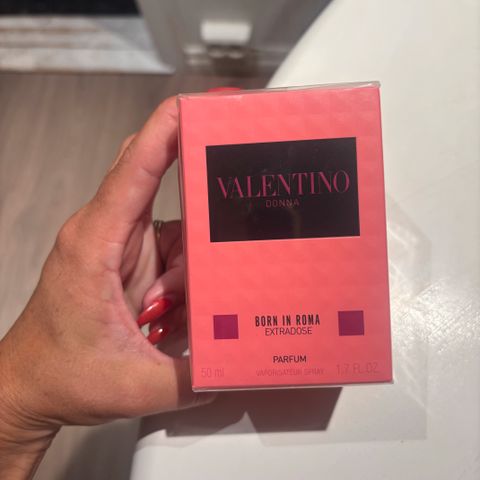 VALENTINO
DONNA
BORN IN ROMA
EXTRADOSE
PARFUM
50 ml VAPORISATEUR SPRAY 1.7 FL.OZ.